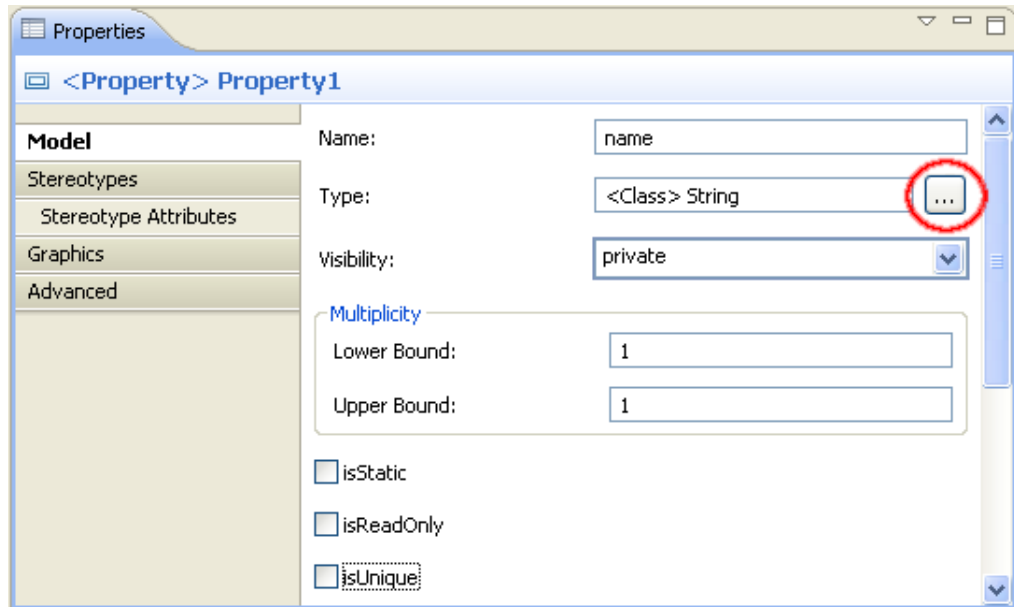 Properties
<Property> Property1
Model
Stereotypes
Stereotype Attributes
Graphics
Advanced
Name: name
Type: <Class> String ...
Visibility: private
Multiplicity
Lower Bound: 1
Upper Bound: 1
isStatic
isReadOnly
isUnique